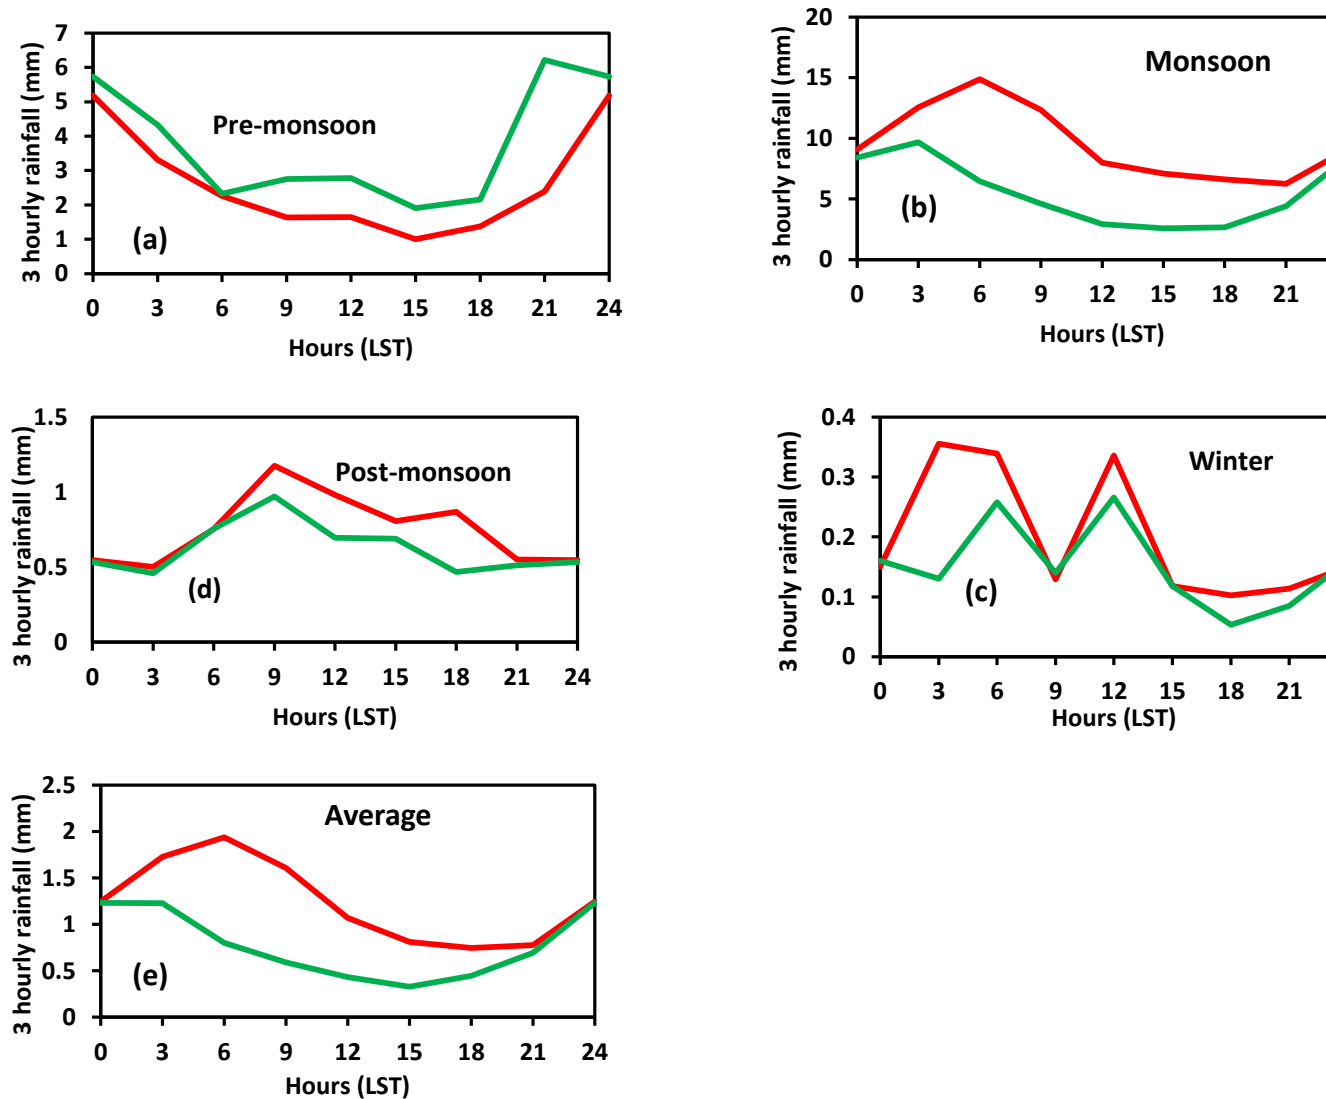 3 hourly rainfall (mm)
7
6
5
4
3
2
1
0
Pre-monsoon
(a)
0 3 6 9 12 15 18 21 24
Hours (LST)
3 hourly rainfall (mm)
20
15
10
5
0
Monsoon
(b)
0 3 6 9 12 15 18 21
Hours (LST)
3 hourly rainfall (mm)
1.5
1
0.5
0
Post-monsoon
(d)
0 3 6 9 12 15 18 21 24
Hours (LST)
3 hourly rainfall (mm)
0.4
0.3
0.2
0.1
0
Winter
(c)
0 3 6 9 12 15 18 21
Hours (LST)
3 hourly rainfall (mm)
2.5
2
1.5
1
0.5
0
Average
(e)
0 3 6 9 12 15 18 21 24
Hours (LST)